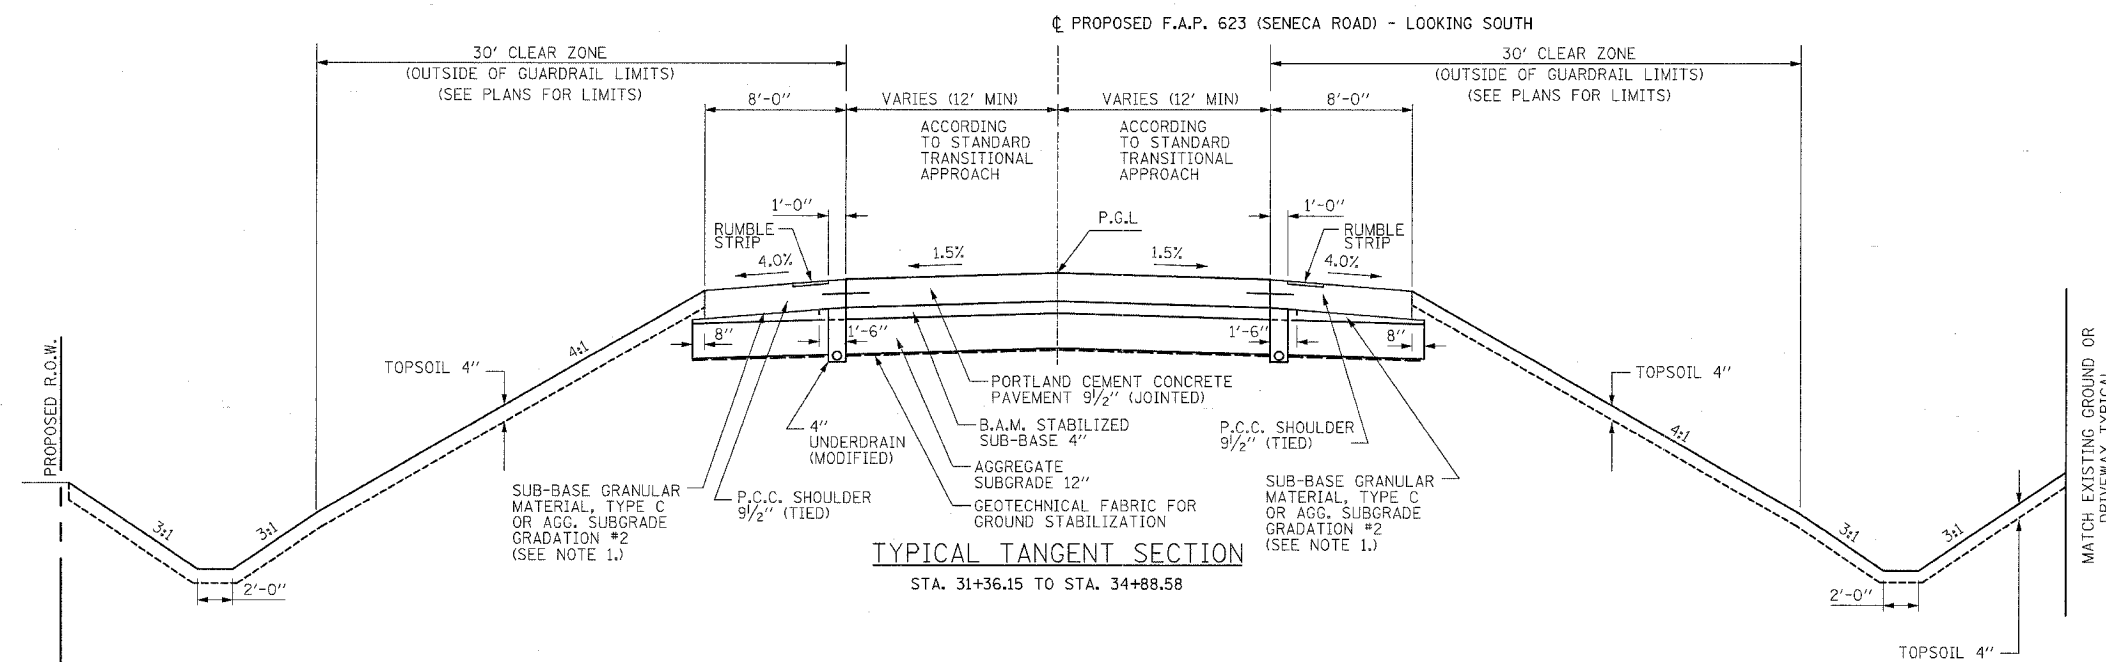 ℄ PROPOSED F.A.P. 623 (SENECA ROAD) - LOOKING SOUTH
30' CLEAR ZONE
(OUTSIDE OF GUARDRAIL LIMITS)
(SEE PLANS FOR LIMITS)
30' CLEAR ZONE
(OUTSIDE OF GUARDRAIL LIMITS)
(SEE PLANS FOR LIMITS)
8'-0"
VARIES (12' MIN)
VARIES (12' MIN)
8'-0"
ACCORDING
TO STANDARD
TRANSITIONAL
APPROACH
ACCORDING
TO STANDARD
TRANSITIONAL
APPROACH
1'-0"
1'-0"
RUMBLE
STRIP
P.G.L
RUMBLE
STRIP
4.0%
1.5%
1.5%
4.0%
8"
1'-6"
1'-6"
8"
PROPOSED R.O.W.
TOPSOIL 4"
4:1
4:1
TOPSOIL 4"
3:1
3:1
2'-0"
SUB-BASE GRANULAR
MATERIAL, TYPE C
OR AGG. SUBGRADE
GRADATION #2
(SEE NOTE 1.)
P.C.C. SHOULDER
9½" (TIED)
4"
UNDERDRAIN
(MODIFIED)
PORTLAND CEMENT CONCRETE
PAVEMENT 9½" (JOINTED)
B.A.M. STABILIZED
SUB-BASE 4"
AGGREGATE
SUBGRADE 12"
GEOTECHNICAL FABRIC FOR
GROUND STABILIZATION
P.C.C. SHOULDER
9½" (TIED)
SUB-BASE GRANULAR
MATERIAL, TYPE C
OR AGG. SUBGRADE
GRADATION #2
(SEE NOTE 1.)
3:1
3:1
2'-0"
TOPSOIL 4"
MATCH EXISTING GROUND OR
DRIVEWAY TYPICAL
TYPICAL TANGENT SECTION
STA. 31+36.15 TO STA. 34+88.58